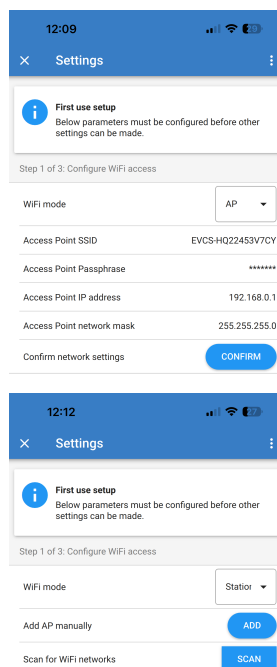 12:09
20
Settings
First use setup
Below parameters must be configured before other
settings can be made.
Step 1 of 3: Configure WiFi access
WiFi mode
AP
Access Point SSID
EVCS-HQ22453V7CY
Access Point Passphrase
*******
Access Point IP address
192.168.0.1
Access Point network mask
255.255.255.0
Confirm network settings
CONFIRM
12:12
27
Settings
First use setup
Below parameters must be configured before other
settings can be made.
Step 1 of 3: Configure WiFi access
WiFi mode
Station
Add AP manually
ADD
Scan for WiFi networks
SCAN